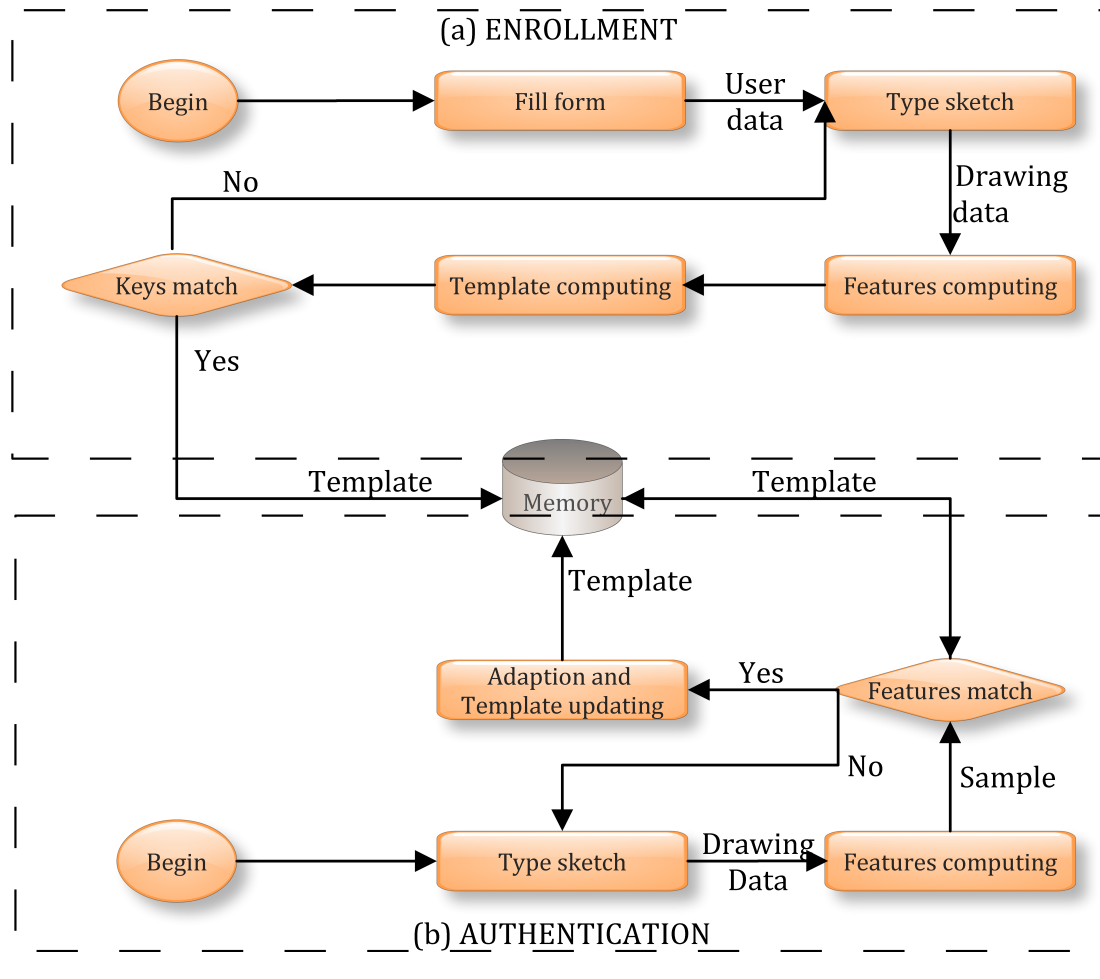 (a) ENROLLMENT
Begin
Fill form
User
data
Type sketch
No
Drawing
data
Keys match
Template computing
Features computing
Yes
Template
Memory
Template
Template
Adaption and
Template updating
Yes
Features match
No
Sample
Begin
Type sketch
Drawing
Data
Features computing
(b) AUTHENTICATION